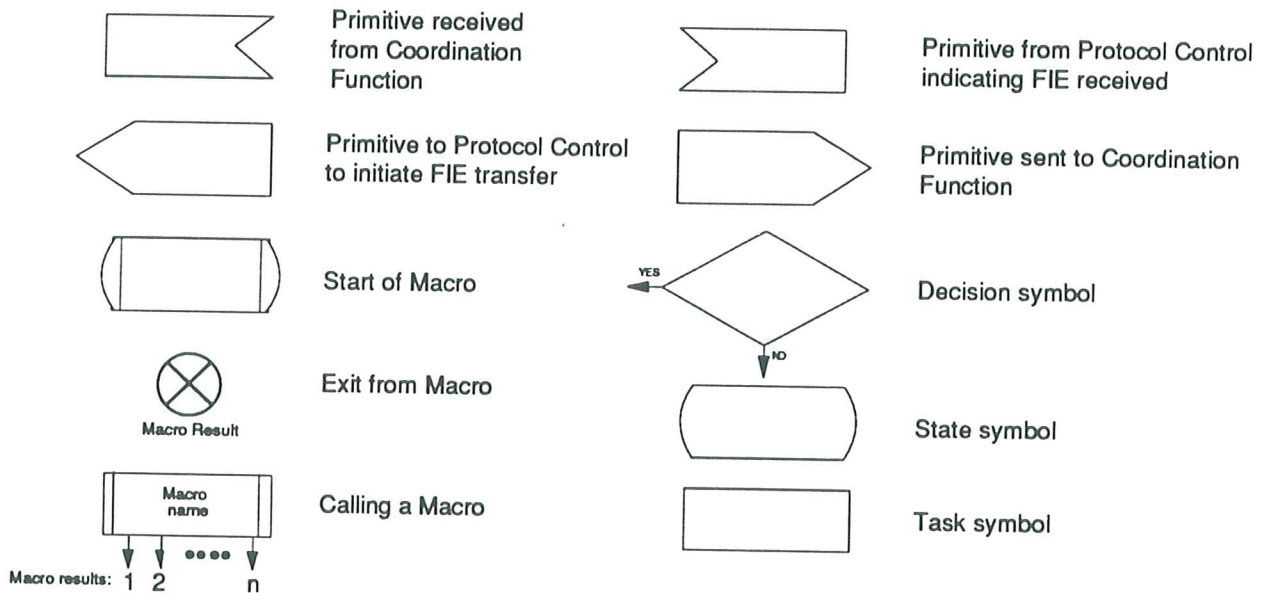 Primitive received
from Coordination
Function
Primitive from Protocol Control
indicating FIE received
Primitive to Protocol Control
to initiate FIE transfer
Primitive sent to Coordination
Function
Start of Macro
YES
Decision symbol
NO
Exit from Macro
Macro Result
State symbol
Macro
name
Calling a Macro
Task symbol
Macro results: 1 2 n